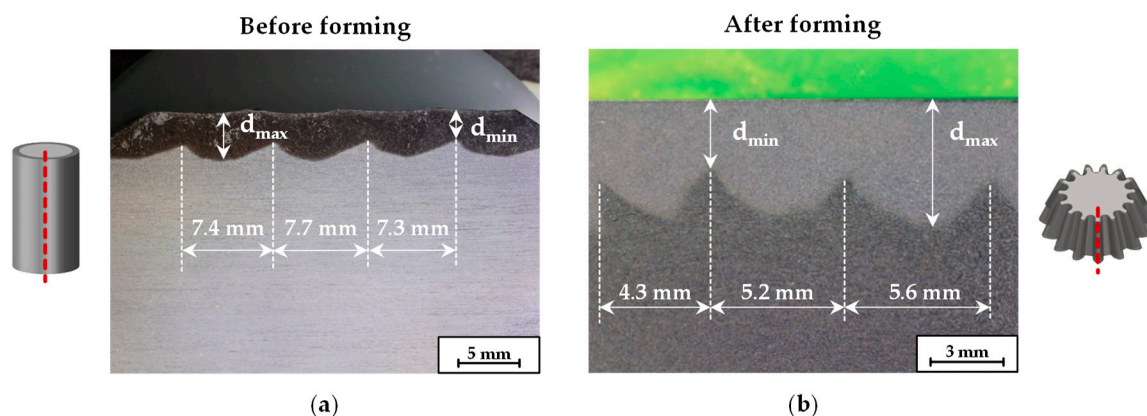 Before forming
After forming
dmax
dmin
7.4 mm
7.7 mm
7.3 mm
5 mm
dmin
dmax
4.3 mm
5.2 mm
5.6 mm
3 mm
(a)
(b)